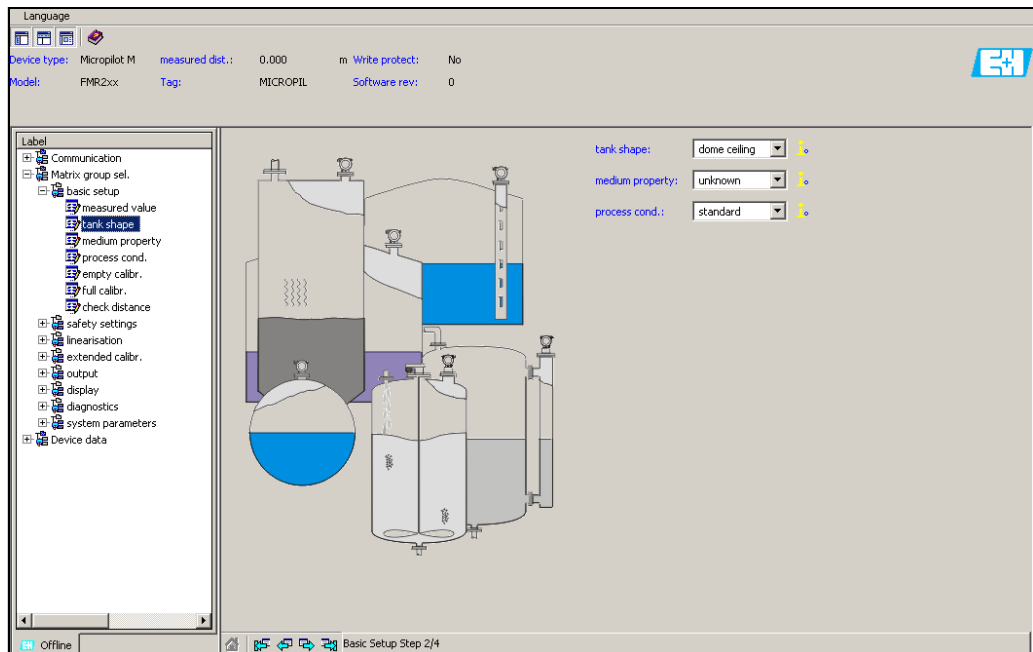 Language
Device type: Micropilot M measured dist.: 0.000 m Write protect: No
Model: FMR2xx Tag: MICROPIL Software rev: 0
E+H
Label
Communication
Matrix group sel.
basic setup
measured value
tank shape
medium property
process cond.
empty calibr.
full calibr.
check distance
safety settings
linearisation
extended calibr.
output
display
diagnostics
system parameters
Device data
tank shape: dome ceiling
medium property: unknown
process cond.: standard
Offline
Basic Setup Step 2/4